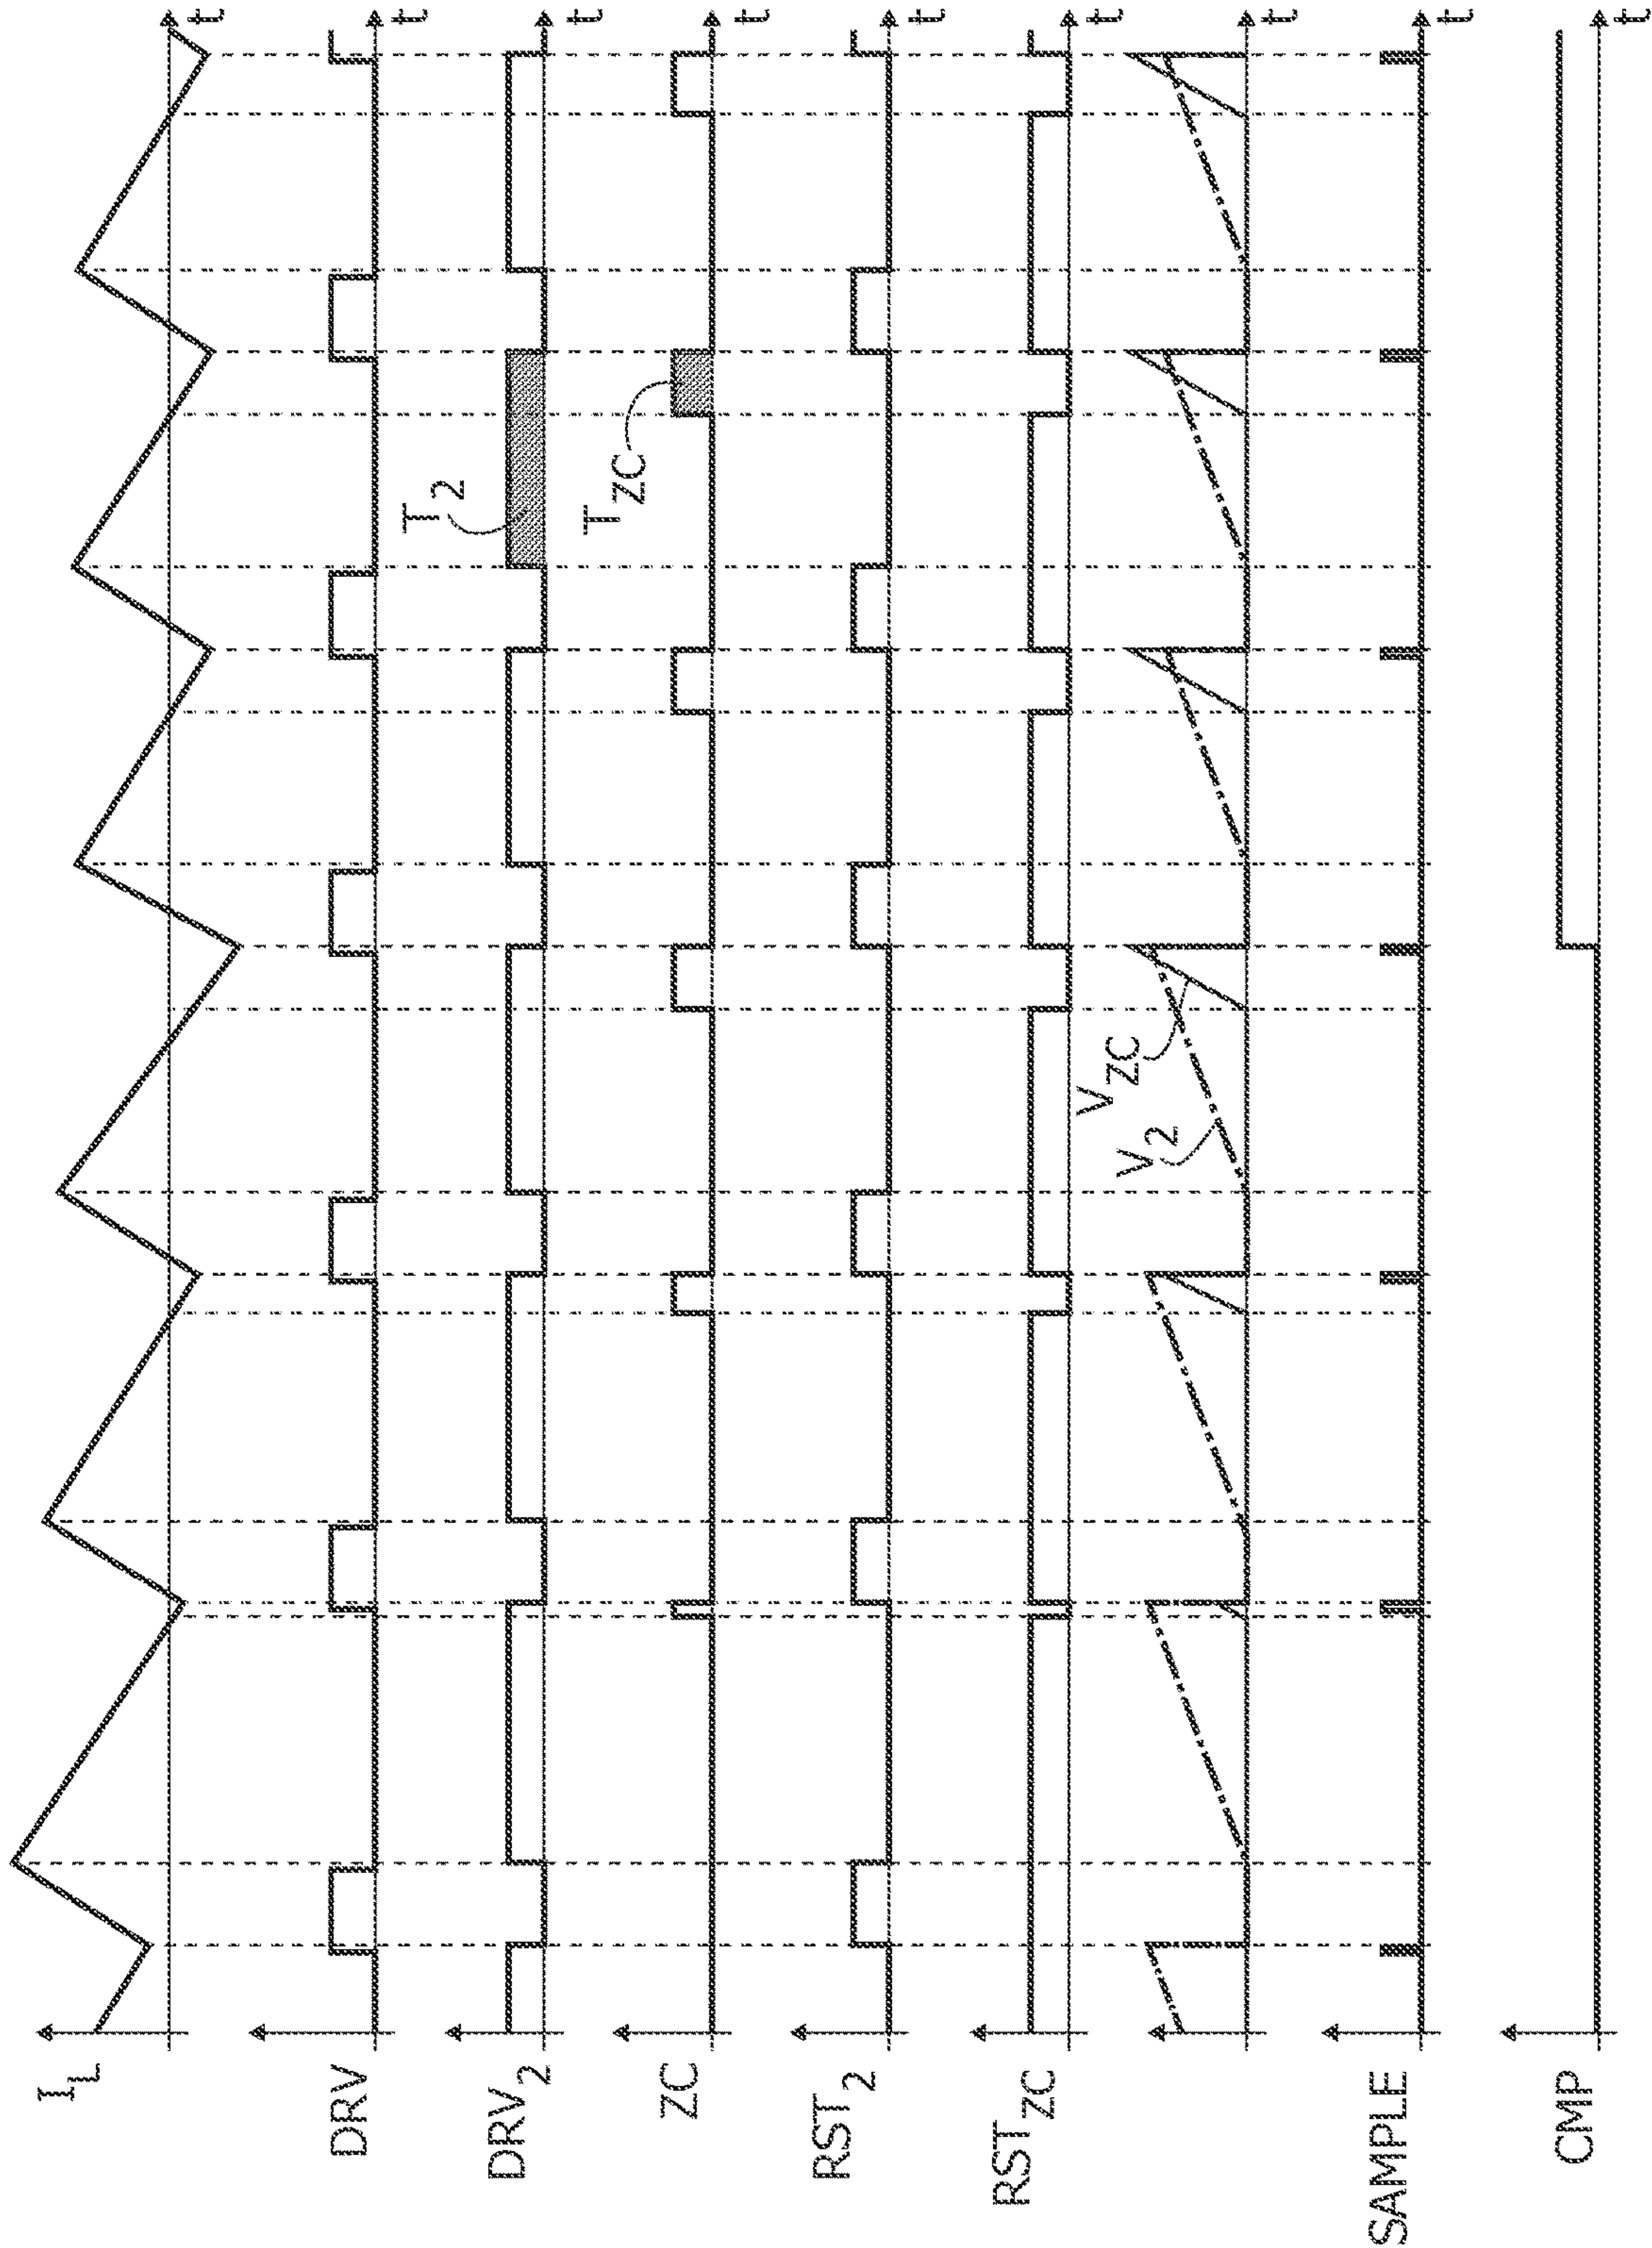 I_L
t
DRV
t
DRV_2
t
T_2
ZC
t
T_ZC
RST_2
t
RST_ZC
t
V_2
V_ZC
t
SAMPLE
t
CMP
t